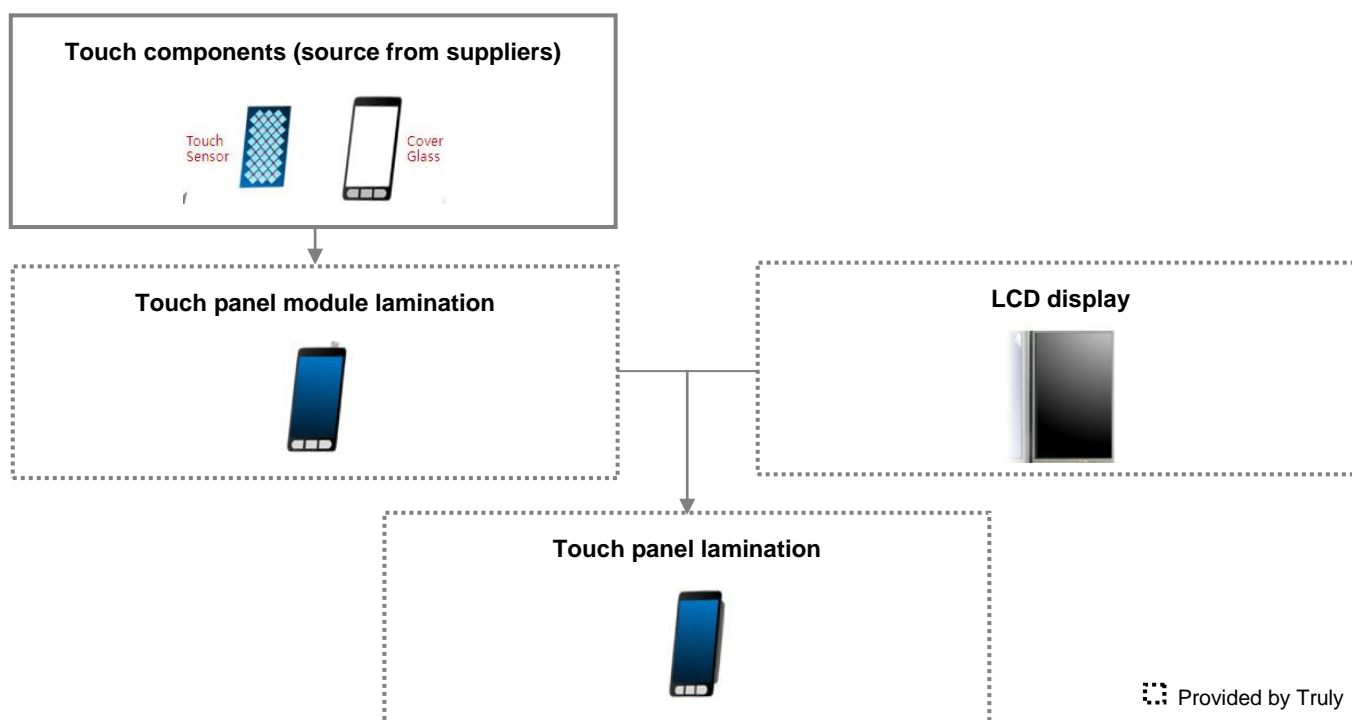 Touch components (source from suppliers)
Touch
Sensor
Cover
Glass
Touch panel module lamination
LCD display
Touch panel lamination
Provided by Truly